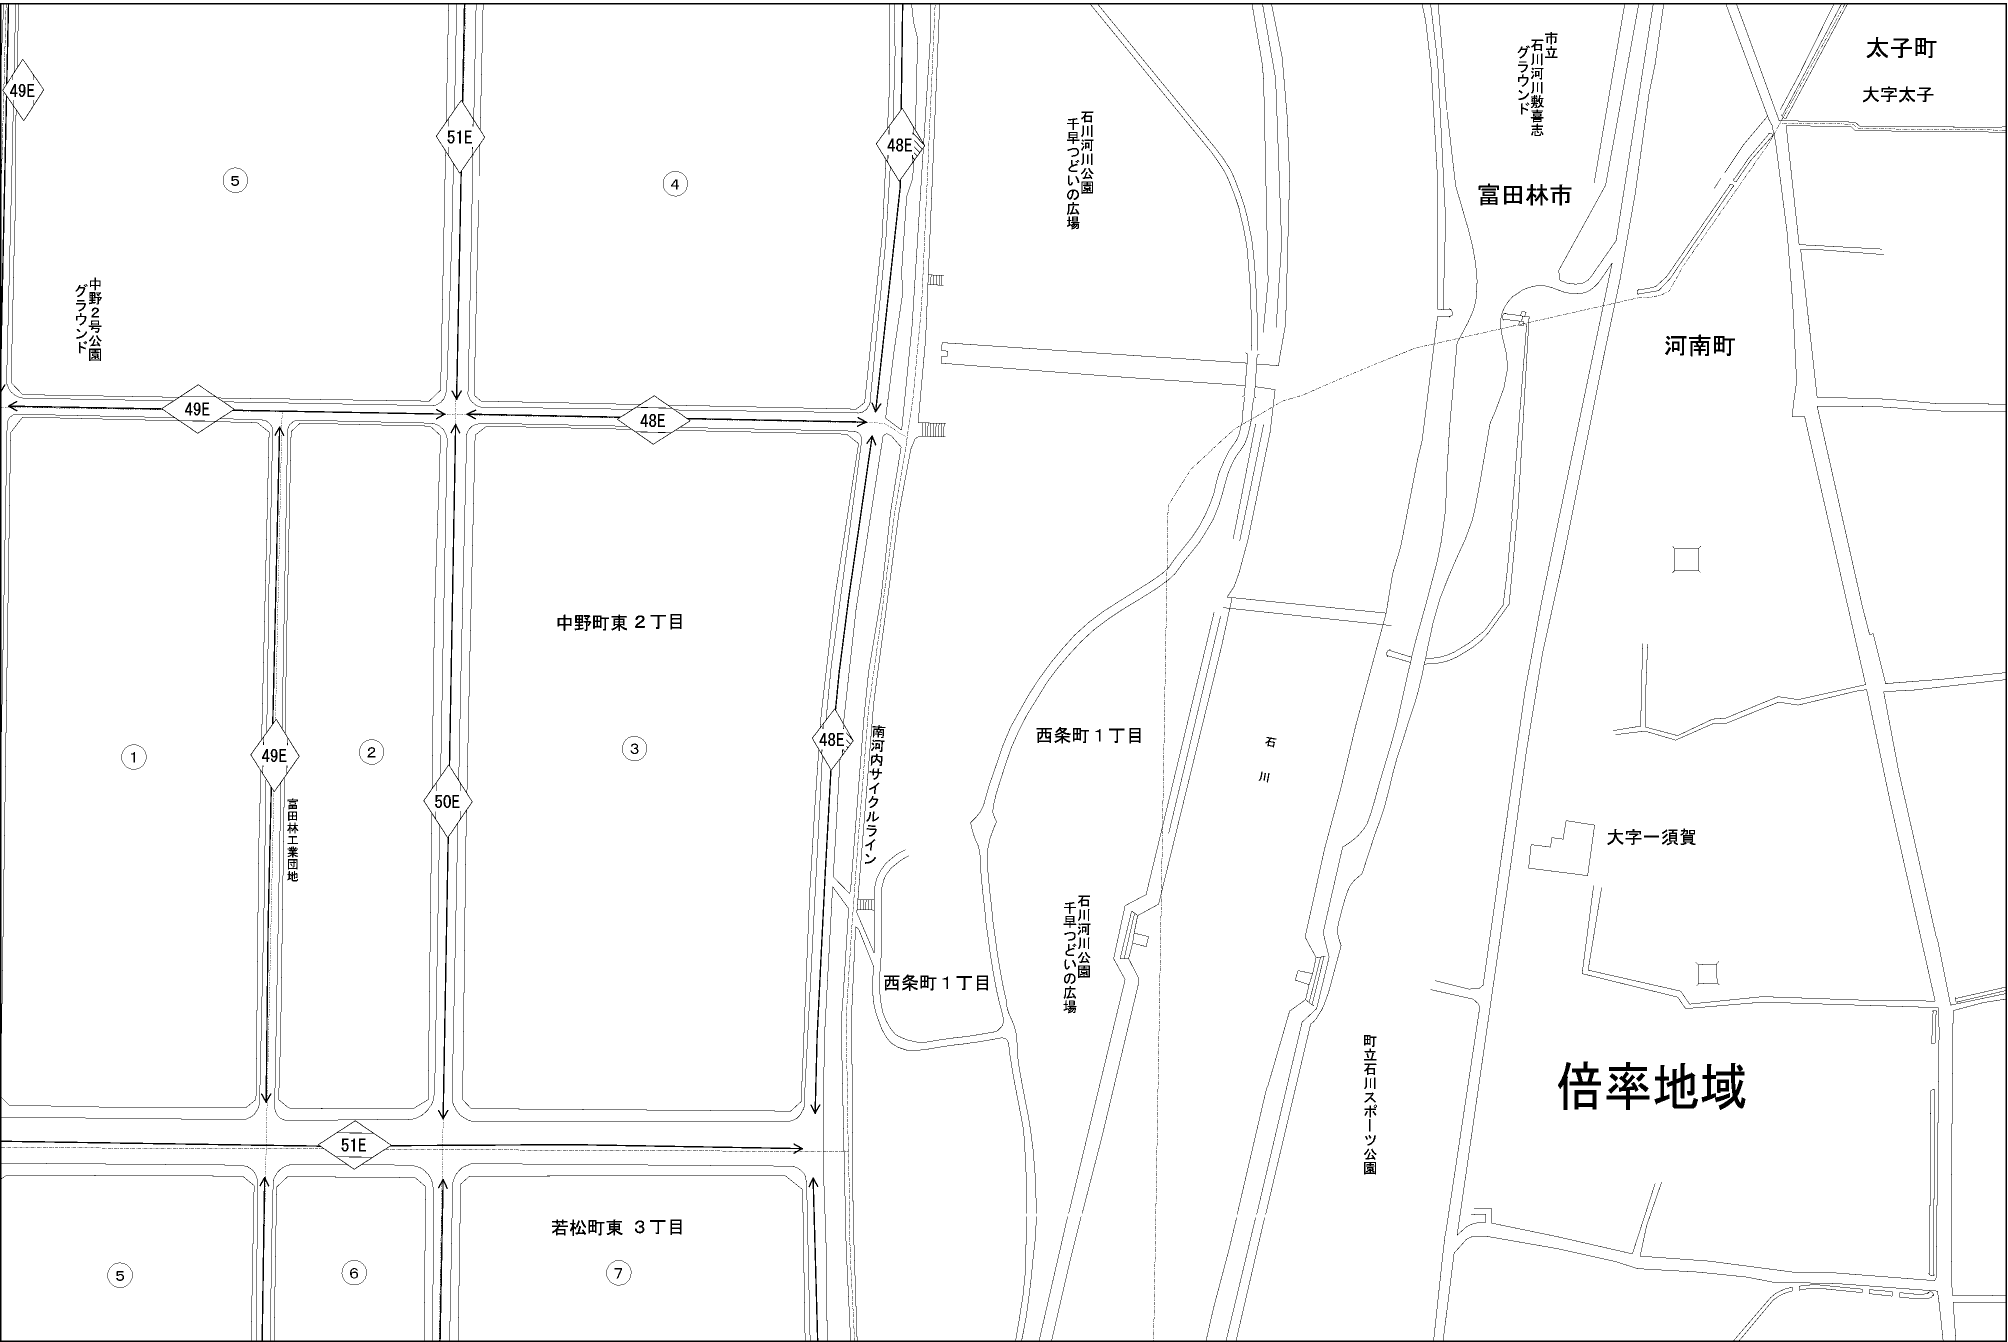 太子町
大字太子
市立
石川河川敷喜志
グラウンド
富田林市
49E
51E
48E
石川河川公園
千早つどいの広場
5
4
中野2号公園
グラウンド
河南町
49E
48E
中野町東 2丁目
西条町1丁目
石川
1
49E
2
50E
3
48E
南河内サイクルライン
富田林工業団地
大字一須賀
石川河川公園
千早つどいの広場
西条町1丁目
町立石川スポーツ公園
倍率地域
51E
若松町東 3丁目
5
6
7